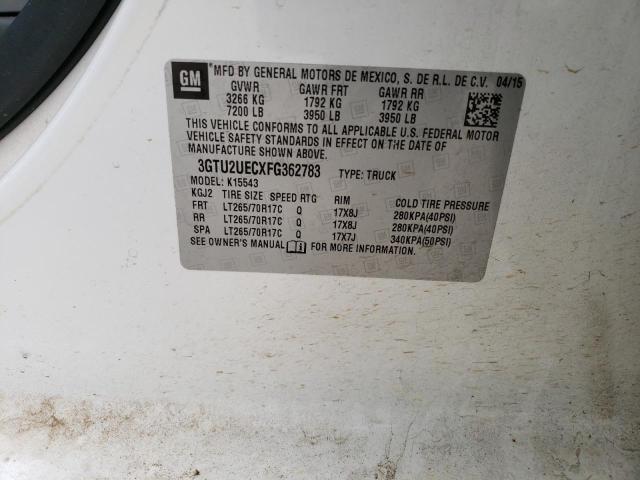 GM
MFD BY GENERAL MOTORS DE MEXICO, S. DE R.L. DE C.V. 04/15
GVWR GAWR FRT GAWR RR
3266 KG 1792 KG 1792 KG
7200 LB 3950 LB 3950 LB
THIS VEHICLE CONFORMS TO ALL APPLICABLE U.S. FEDERAL MOTOR
VEHICLE SAFETY STANDARDS IN EFFECT ON THE DATE OF
MANUFACTURE SHOWN ABOVE.
3GTU2UECXFG362783 TYPE: TRUCK
MODEL: K15543
KGJ2 TIRE SIZE SPEED RTG RIM COLD TIRE PRESSURE
FRT LT265/70R17C Q 17X8J 280KPA(40PSI)
RR LT265/70R17C Q 17X8J 280KPA(40PSI)
SPA LT265/70R17C Q 17X7J 340KPA(50PSI)
SEE OWNER'S MANUAL FOR MORE INFORMATION.